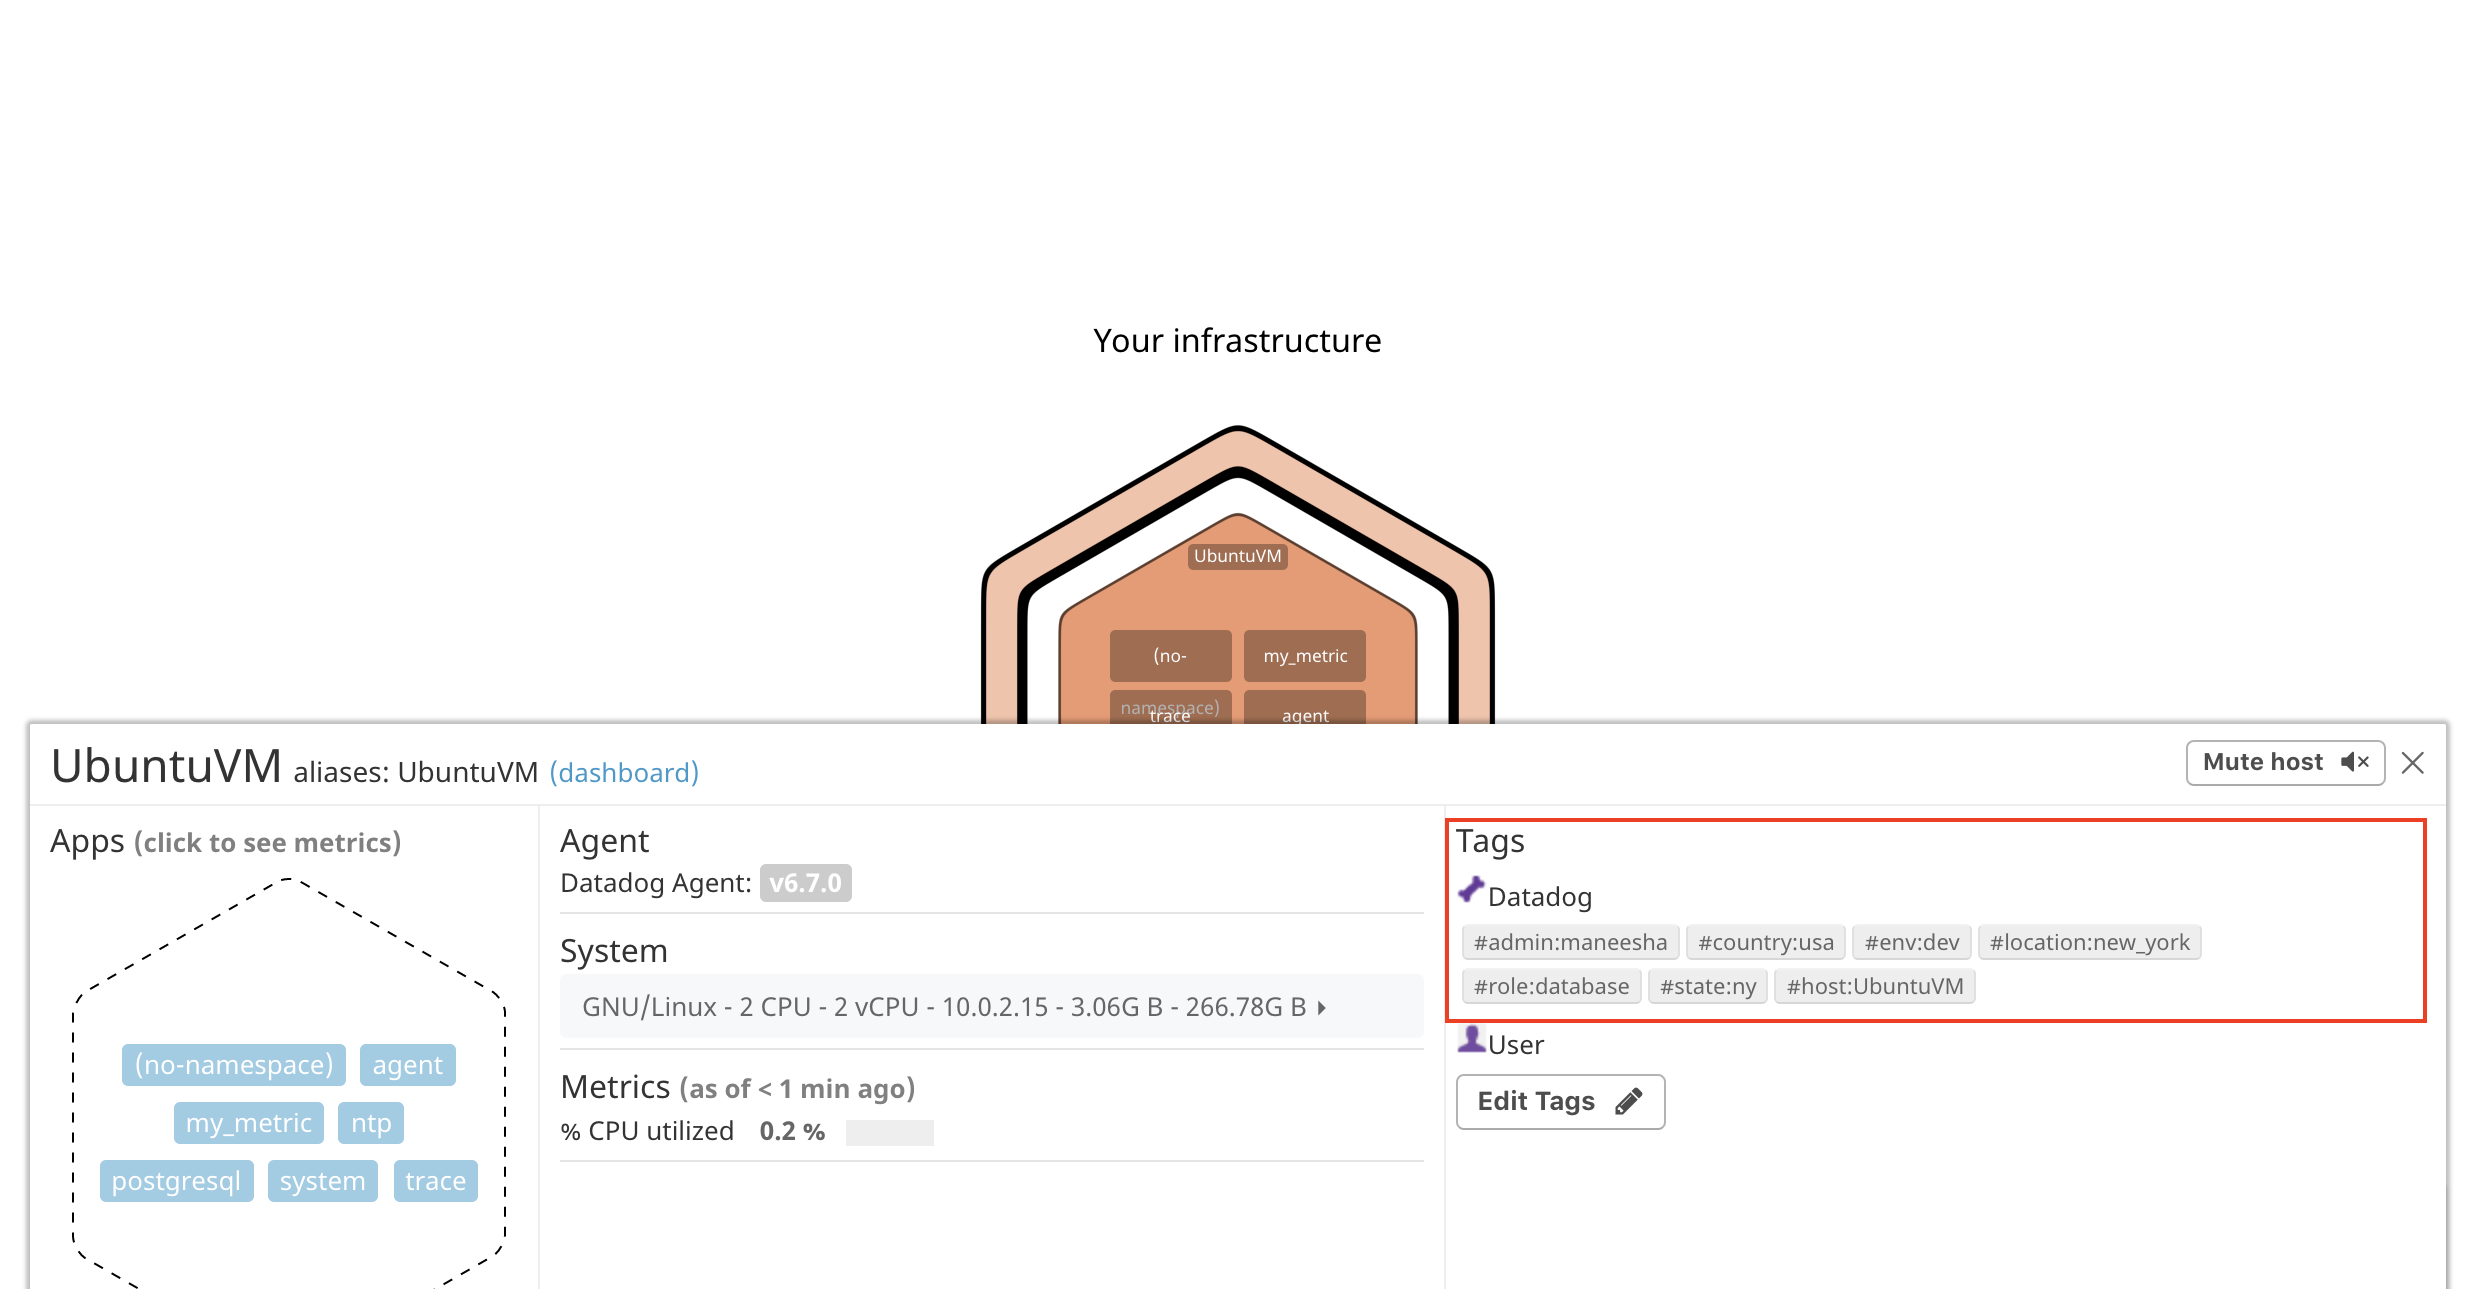 Your infrastructure
UbuntuVM
(no-
namespace)
my_metric
trace
agent
UbuntuVM aliases: UbuntuVM (dashboard)
Mute host
Apps (click to see metrics)
(no-namespace) agent
my_metric ntp
postgresql system trace
Agent
Datadog Agent: v6.7.0
System
GNU/Linux - 2 CPU - 2 vCPU - 10.0.2.15 - 3.06G B - 266.78G B
Metrics (as of < 1 min ago)
% CPU utilized 0.2 %
Tags
Datadog
#admin:maneesha #country:usa #env:dev #location:new_york
#role:database #state:ny #host:UbuntuVM
User
Edit Tags